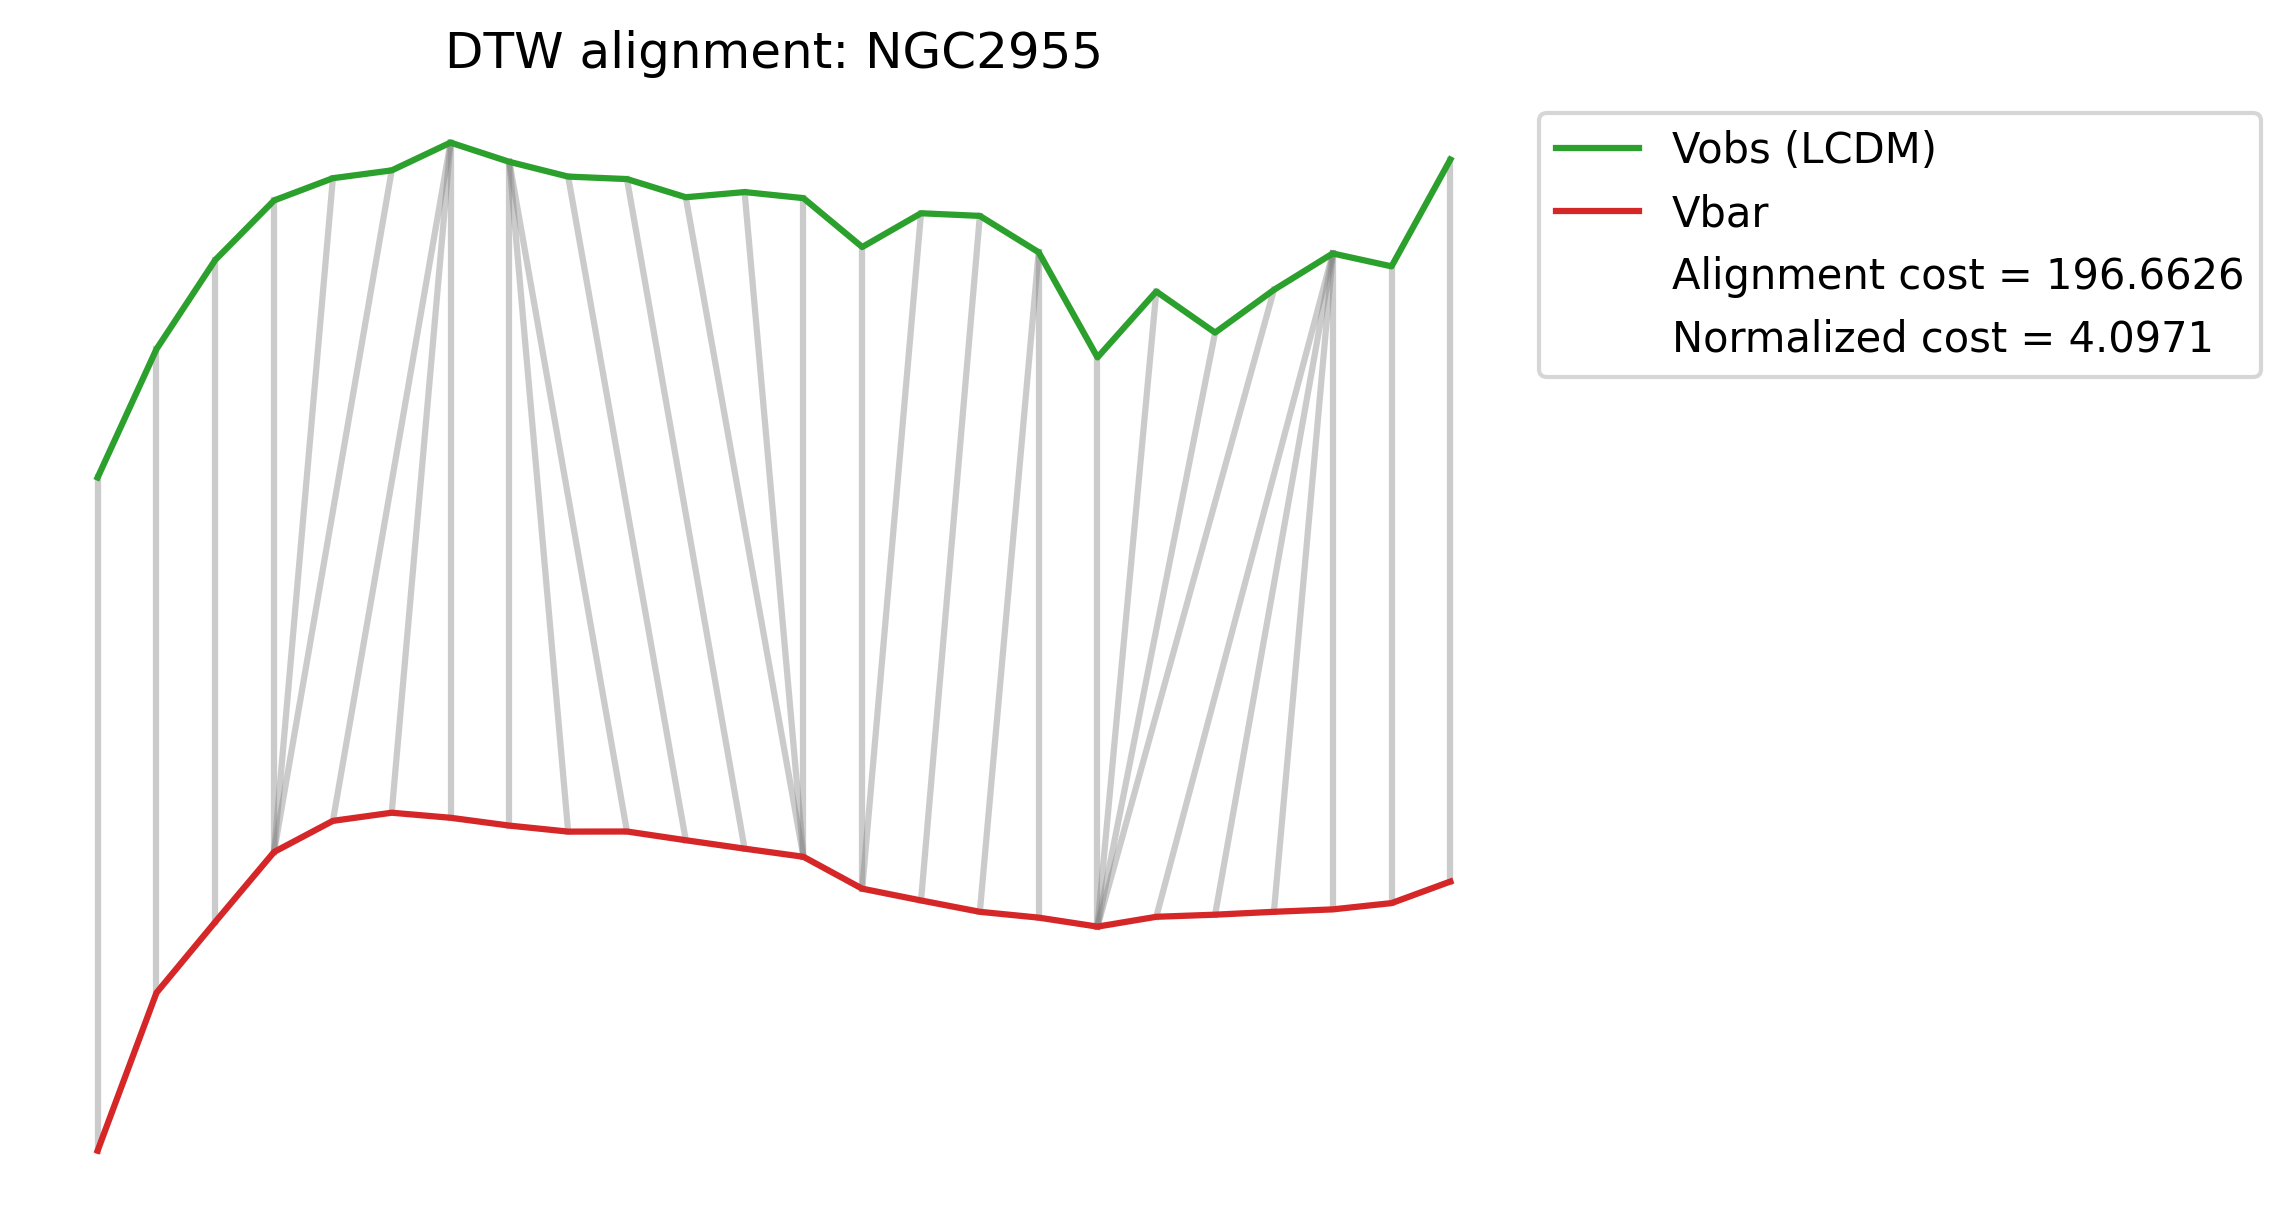 DTW alignment: NGC2955
Vobs (LCDM)
Vbar
Alignment cost = 196.6626
Normalized cost = 4.0971